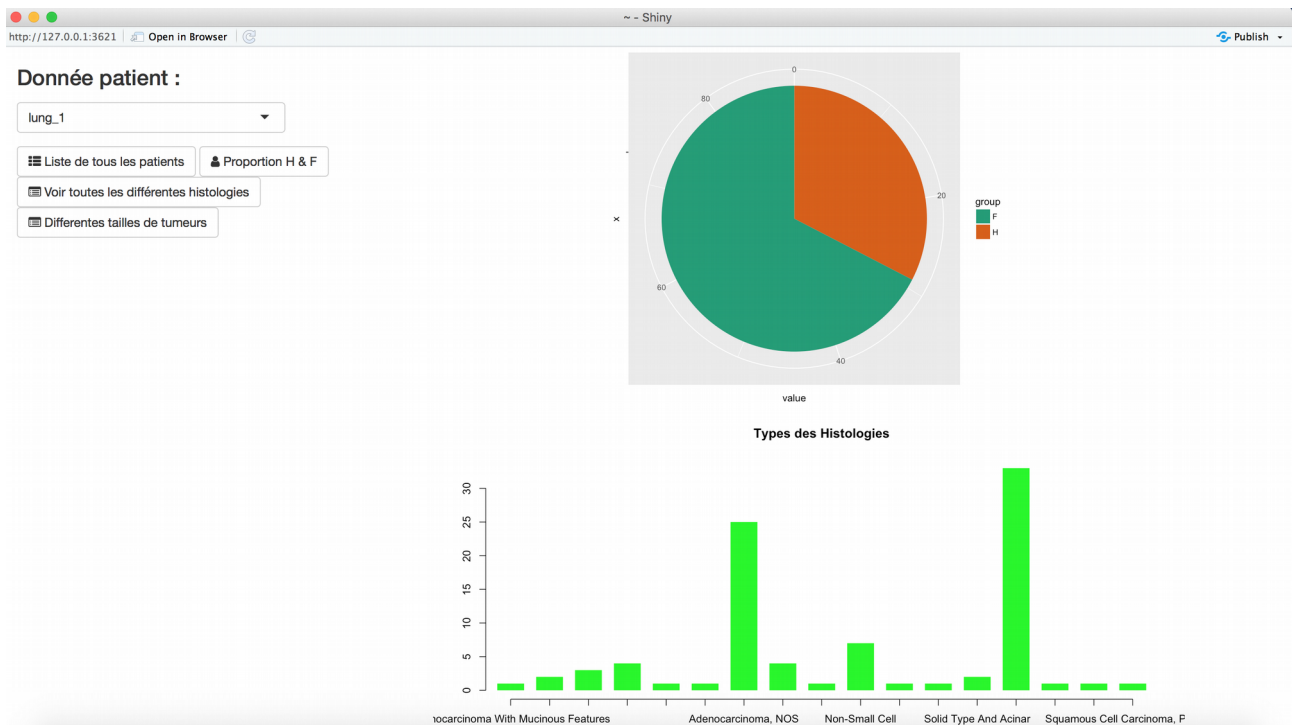 ~ - Shiny
http://127.0.0.1:3621 Open in Browser Publish
Donnée patient :
lung_1
Liste de tous les patients Proportion H & F
Voir toutes les différentes histologies
Differentes tailles de tumeurs
0
80
20
x
60
40
group
F
H
value
Types des Histologies
30
25
20
15
10
5
0
nocarcinoma With Mucinous Features Adenocarcinoma, NOS Non-Small Cell Solid Type And Acinar Squamous Cell Carcinoma, P